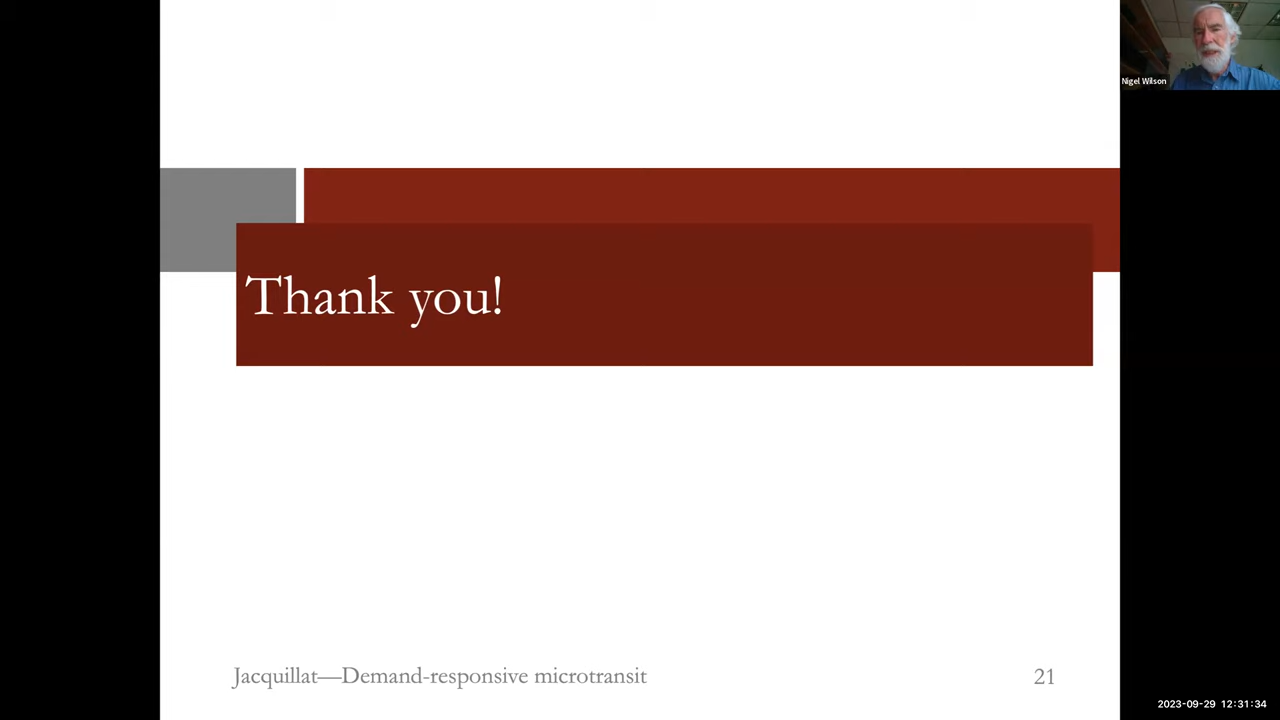 Nigel Wilson
Thank you!
Jacquillat—Demand-responsive microtransit
21
2023-09-29 12:31:34